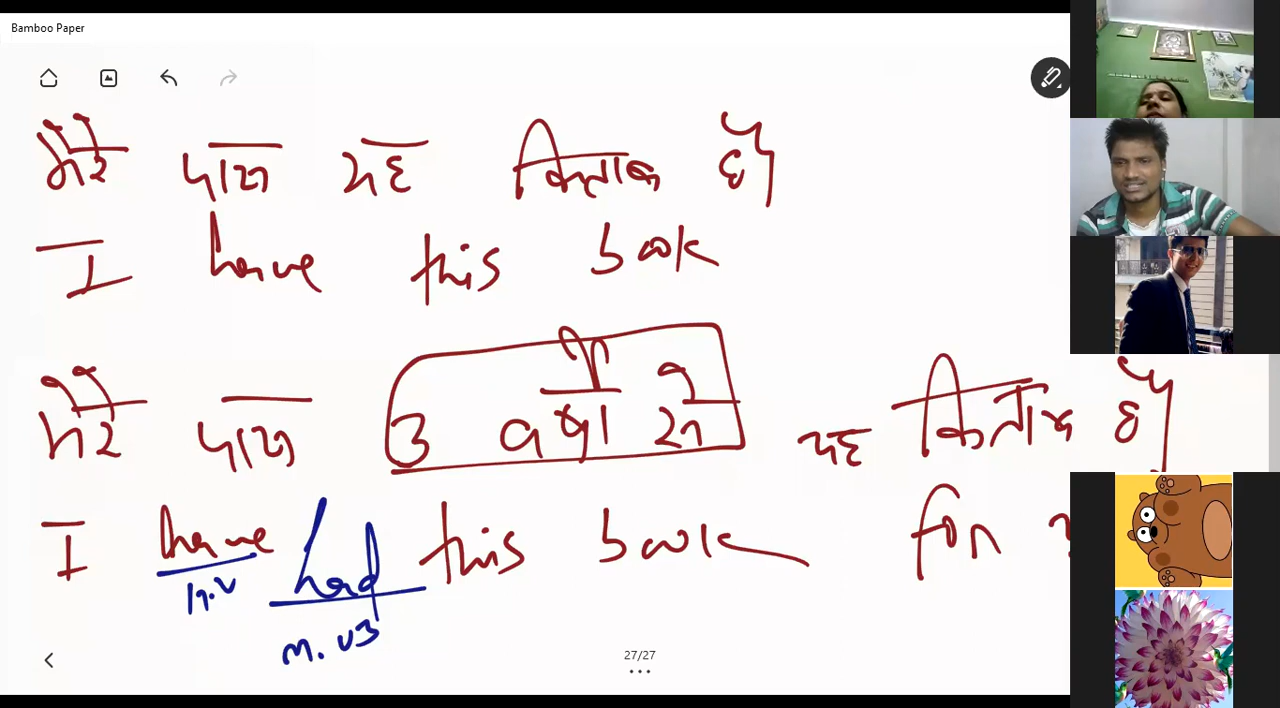 Bamboo Paper
मेरे पास यह किताब है
I have this book
मेरे पास 3 वर्षों से यह किताब है
I have had this book for
h.v
m.v3
27/27